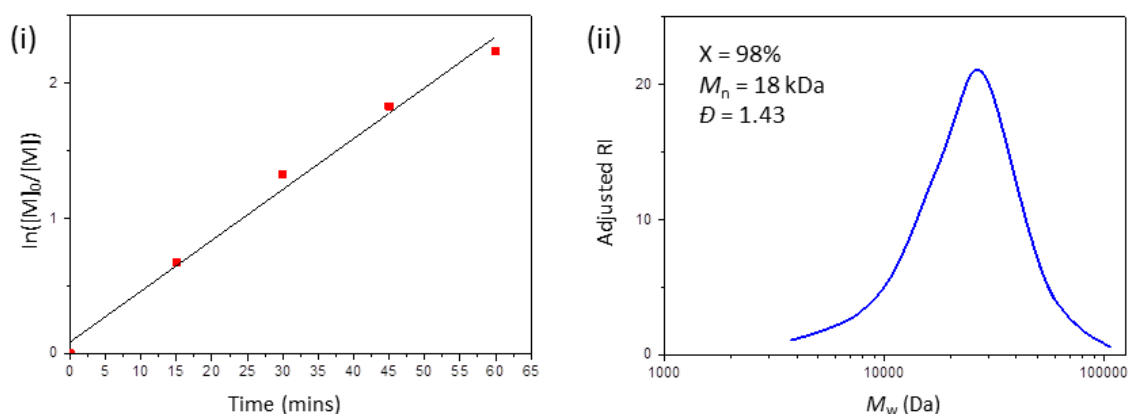 (i)
ln([M]₀/[M])
2
1
0
0 5 10 15 20 25 30 35 40 45 50 55 60 65
Time (mins)
(ii)
X = 98%
Mn = 18 kDa
Đ = 1.43
Adjusted RI
20
10
0
1000 10000 100000
Mw (Da)